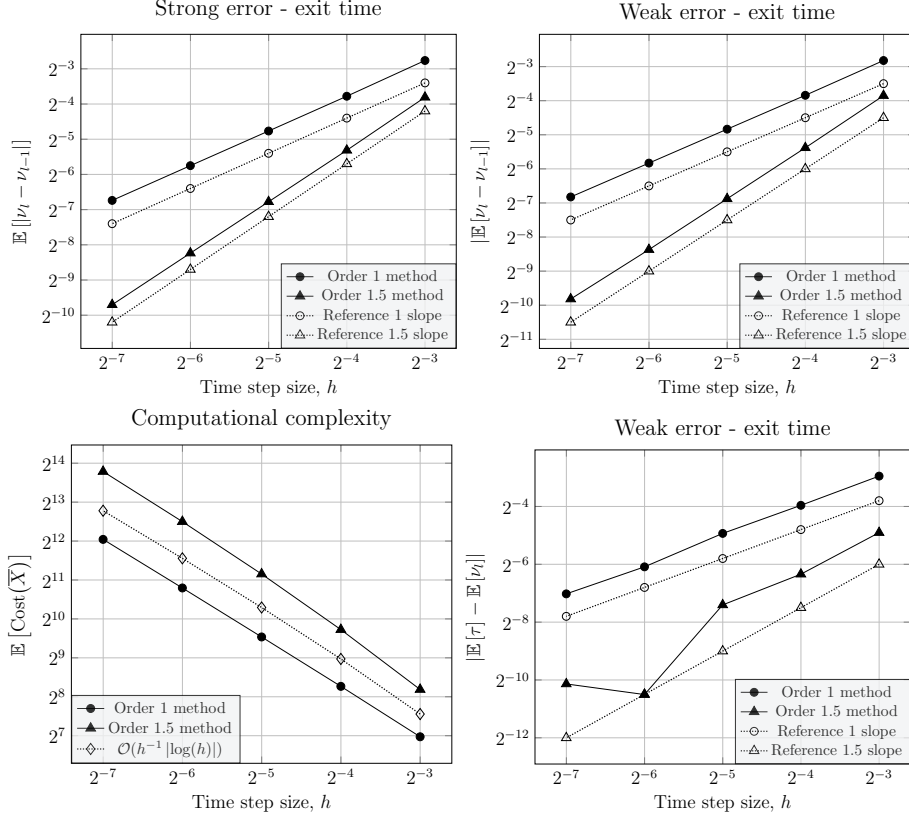 Strong error - exit time
𝔼 [|ν_l − ν_{l−1}|]
2^{−3}
2^{−4}
2^{−5}
2^{−6}
2^{−7}
2^{−8}
2^{−9}
2^{−10}
Order 1 method
Order 1.5 method
Reference 1 slope
Reference 1.5 slope
2^{−7} 2^{−6} 2^{−5} 2^{−4} 2^{−3}
Time step size, h
Weak error - exit time
|𝔼 [ν_l − ν_{l−1}]|
2^{−3}
2^{−4}
2^{−5}
2^{−6}
2^{−7}
2^{−8}
2^{−9}
2^{−10}
2^{−11}
Order 1 method
Order 1.5 method
Reference 1 slope
Reference 1.5 slope
2^{−7} 2^{−6} 2^{−5} 2^{−4} 2^{−3}
Time step size, h
Computational complexity
𝔼 [Cost(X̅)]
2^{14}
2^{13}
2^{12}
2^{11}
2^{10}
2^{9}
2^{8}
2^{7}
Order 1 method
Order 1.5 method
𝒪(h^{−1} |log(h)|)
2^{−7} 2^{−6} 2^{−5} 2^{−4} 2^{−3}
Time step size, h
Weak error - exit time
|𝔼 [τ] − 𝔼 [ν_l]|
2^{−4}
2^{−6}
2^{−8}
2^{−10}
2^{−12}
Order 1 method
Order 1.5 method
Reference 1 slope
Reference 1.5 slope
2^{−7} 2^{−6} 2^{−5} 2^{−4} 2^{−3}
Time step size, h